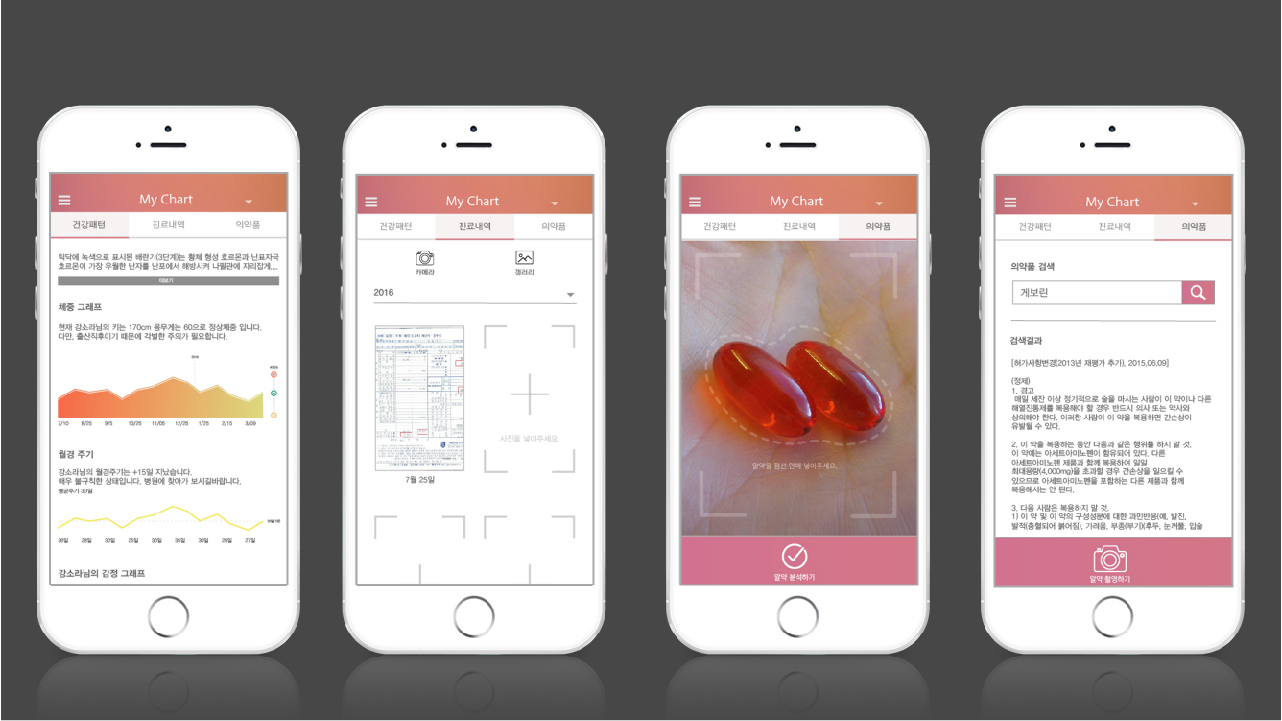 My Chart
건강패턴
진료내역
의약품
탁닥에 녹색으로 표시된 배란기(3단계)는 황체 형성 호르몬과 난포자극
호르몬이 가장 우월한 난자를 난포에서 해방시켜 나팔관에 자리잡게...
더보기
체중 그래프
현재 강소라님의 키는 170cm 몸무게는 60으로 정상체중 입니다.
다만, 출산직후이기 때문에 각별한 주의가 필요합니다.
8/25
9/5
10/25
11/05
12/25
1/25
2/15
3/09
월경 주기
강소라님의 월경주기는 +15일 지났습니다.
매우 불규칙한 상태입니다. 병원에 찾아가 보시길바랍니다.
평균주기 37일
강소라님의 감정 그래프
My Chart
건강패턴
진료내역
의약품
카메라
갤러리
2016
사진을 넣어주세요
7월 25일
My Chart
건강패턴
진료내역
의약품
알약을 점선 안에 넣어주세요.
알약 분석하기
My Chart
건강패턴
진료내역
의약품
의약품 검색
게보린
검색결과
[허가사항변경(2013년 재평가 추가), 2015.06.09]
(정제)
1. 경고
매일 세잔 이상 정기적으로 술을 마시는 사람이 이 약이나 다른
해열진통제를 복용해야 할 경우 반드시 의사 또는 약사와
상의해야 한다. 이러한 사람이 이 약을 복용하면 간손상이
유발될 수 있다.
2. 이 약을 복용하는 동안 다음과 같은 행위를 하지 말 것.
이 약에는 아세트아미노펜이 함유되어 있다. 다른
아세트아미노펜 제품과 함께 복용하여 일일
최대용량(4,000mg)을 초과할 경우 간손상을 일으킬 수
있으므로 아세트아미노펜을 포함하는 다른 제품과 함께
복용해서는 안 된다.
3. 다음 사람은 복용하지 말 것.
1) 이 약 및 이 약의 구성성분에 대한 과민반응(예, 발진,
발적(충혈되어 붉어짐), 가려움, 부종(부기)(후두, 눈꺼풀, 입술
알약 촬영하기